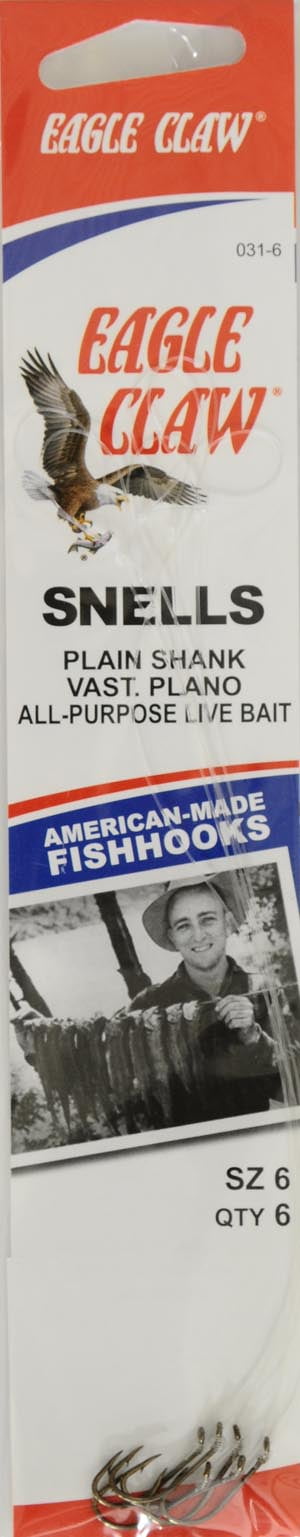 EAGLE CLAW®
031-6
EAGLE
CLAW®
SNELLS
PLAIN SHANK
VAST. PLANO
ALL-PURPOSE LIVE BAIT
AMERICAN-MADE
FISHHOOKS
SZ 6
QTY 6